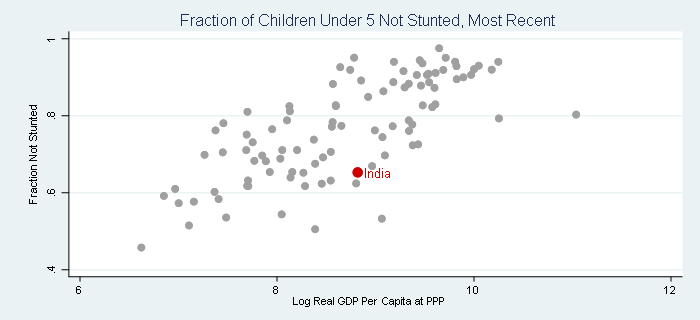 Fraction of Children Under 5 Not Stunted, Most Recent
Fraction Not Stunted
1
.8
.6
.4
India
6
8
10
12
Log Real GDP Per Capita at PPP